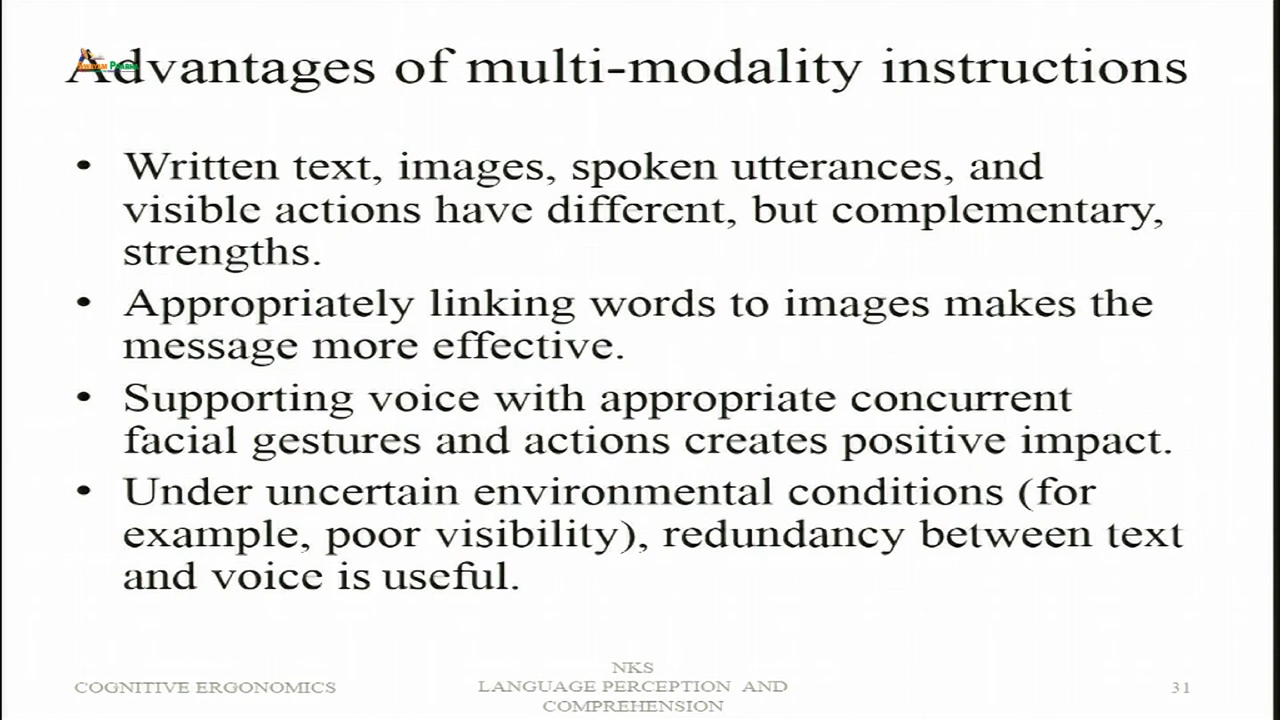 Advantages of multi-modality instructions
• Written text, images, spoken utterances, and
visible actions have different, but complementary,
strengths.
• Appropriately linking words to images makes the
message more effective.
• Supporting voice with appropriate concurrent
facial gestures and actions creates positive impact.
• Under uncertain environmental conditions (for
example, poor visibility), redundancy between text
and voice is useful.
COGNITIVE ERGONOMICS
NKS
LANGUAGE PERCEPTION AND
COMPREHENSION
31